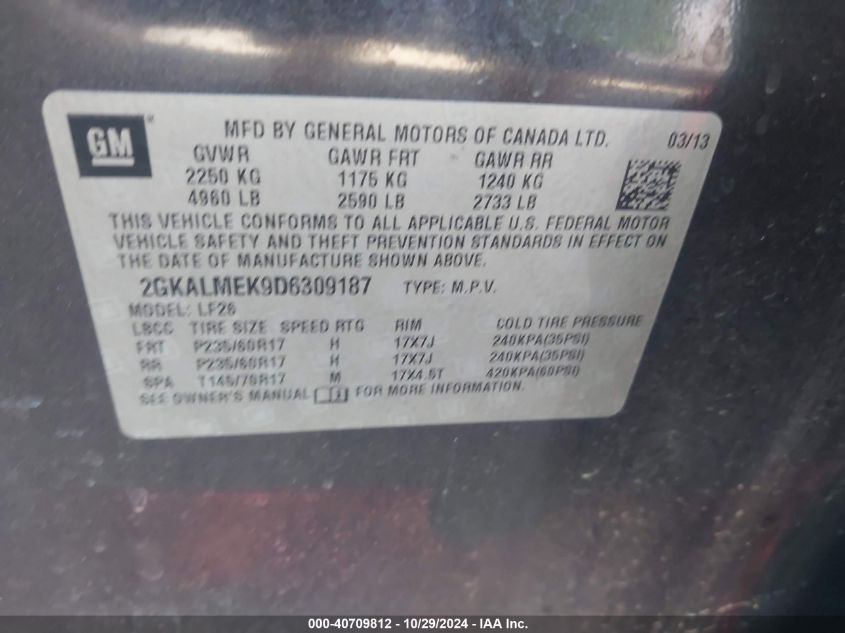 GM
MFD BY GENERAL MOTORS OF CANADA LTD. 03/13
GVWR GAWR FRT GAWR RR
2250 KG 1175 KG 1240 KG
4960 LB 2590 LB 2733 LB
THIS VEHICLE CONFORMS TO ALL APPLICABLE U.S. FEDERAL MOTOR
VEHICLE SAFETY AND THEFT PREVENTION STANDARDS IN EFFECT ON
THE DATE OF MANUFACTURE SHOWN ABOVE.
2GKALMEK9D6309187 TYPE: M.P.V.
MODEL: LF26
LBCC TIRE SIZE SPEED RTG RIM COLD TIRE PRESSURE
FRT P235/60R17 H 17X7J 240KPA(35PSI)
RR P235/60R17 H 17X7J 240KPA(35PSI)
SPA T145/70R17 M 17X4.5T 420KPA(60PSI)
SEE OWNER'S MANUAL FOR MORE INFORMATION.
000-40709812 - 10/29/2024 - IAA Inc.